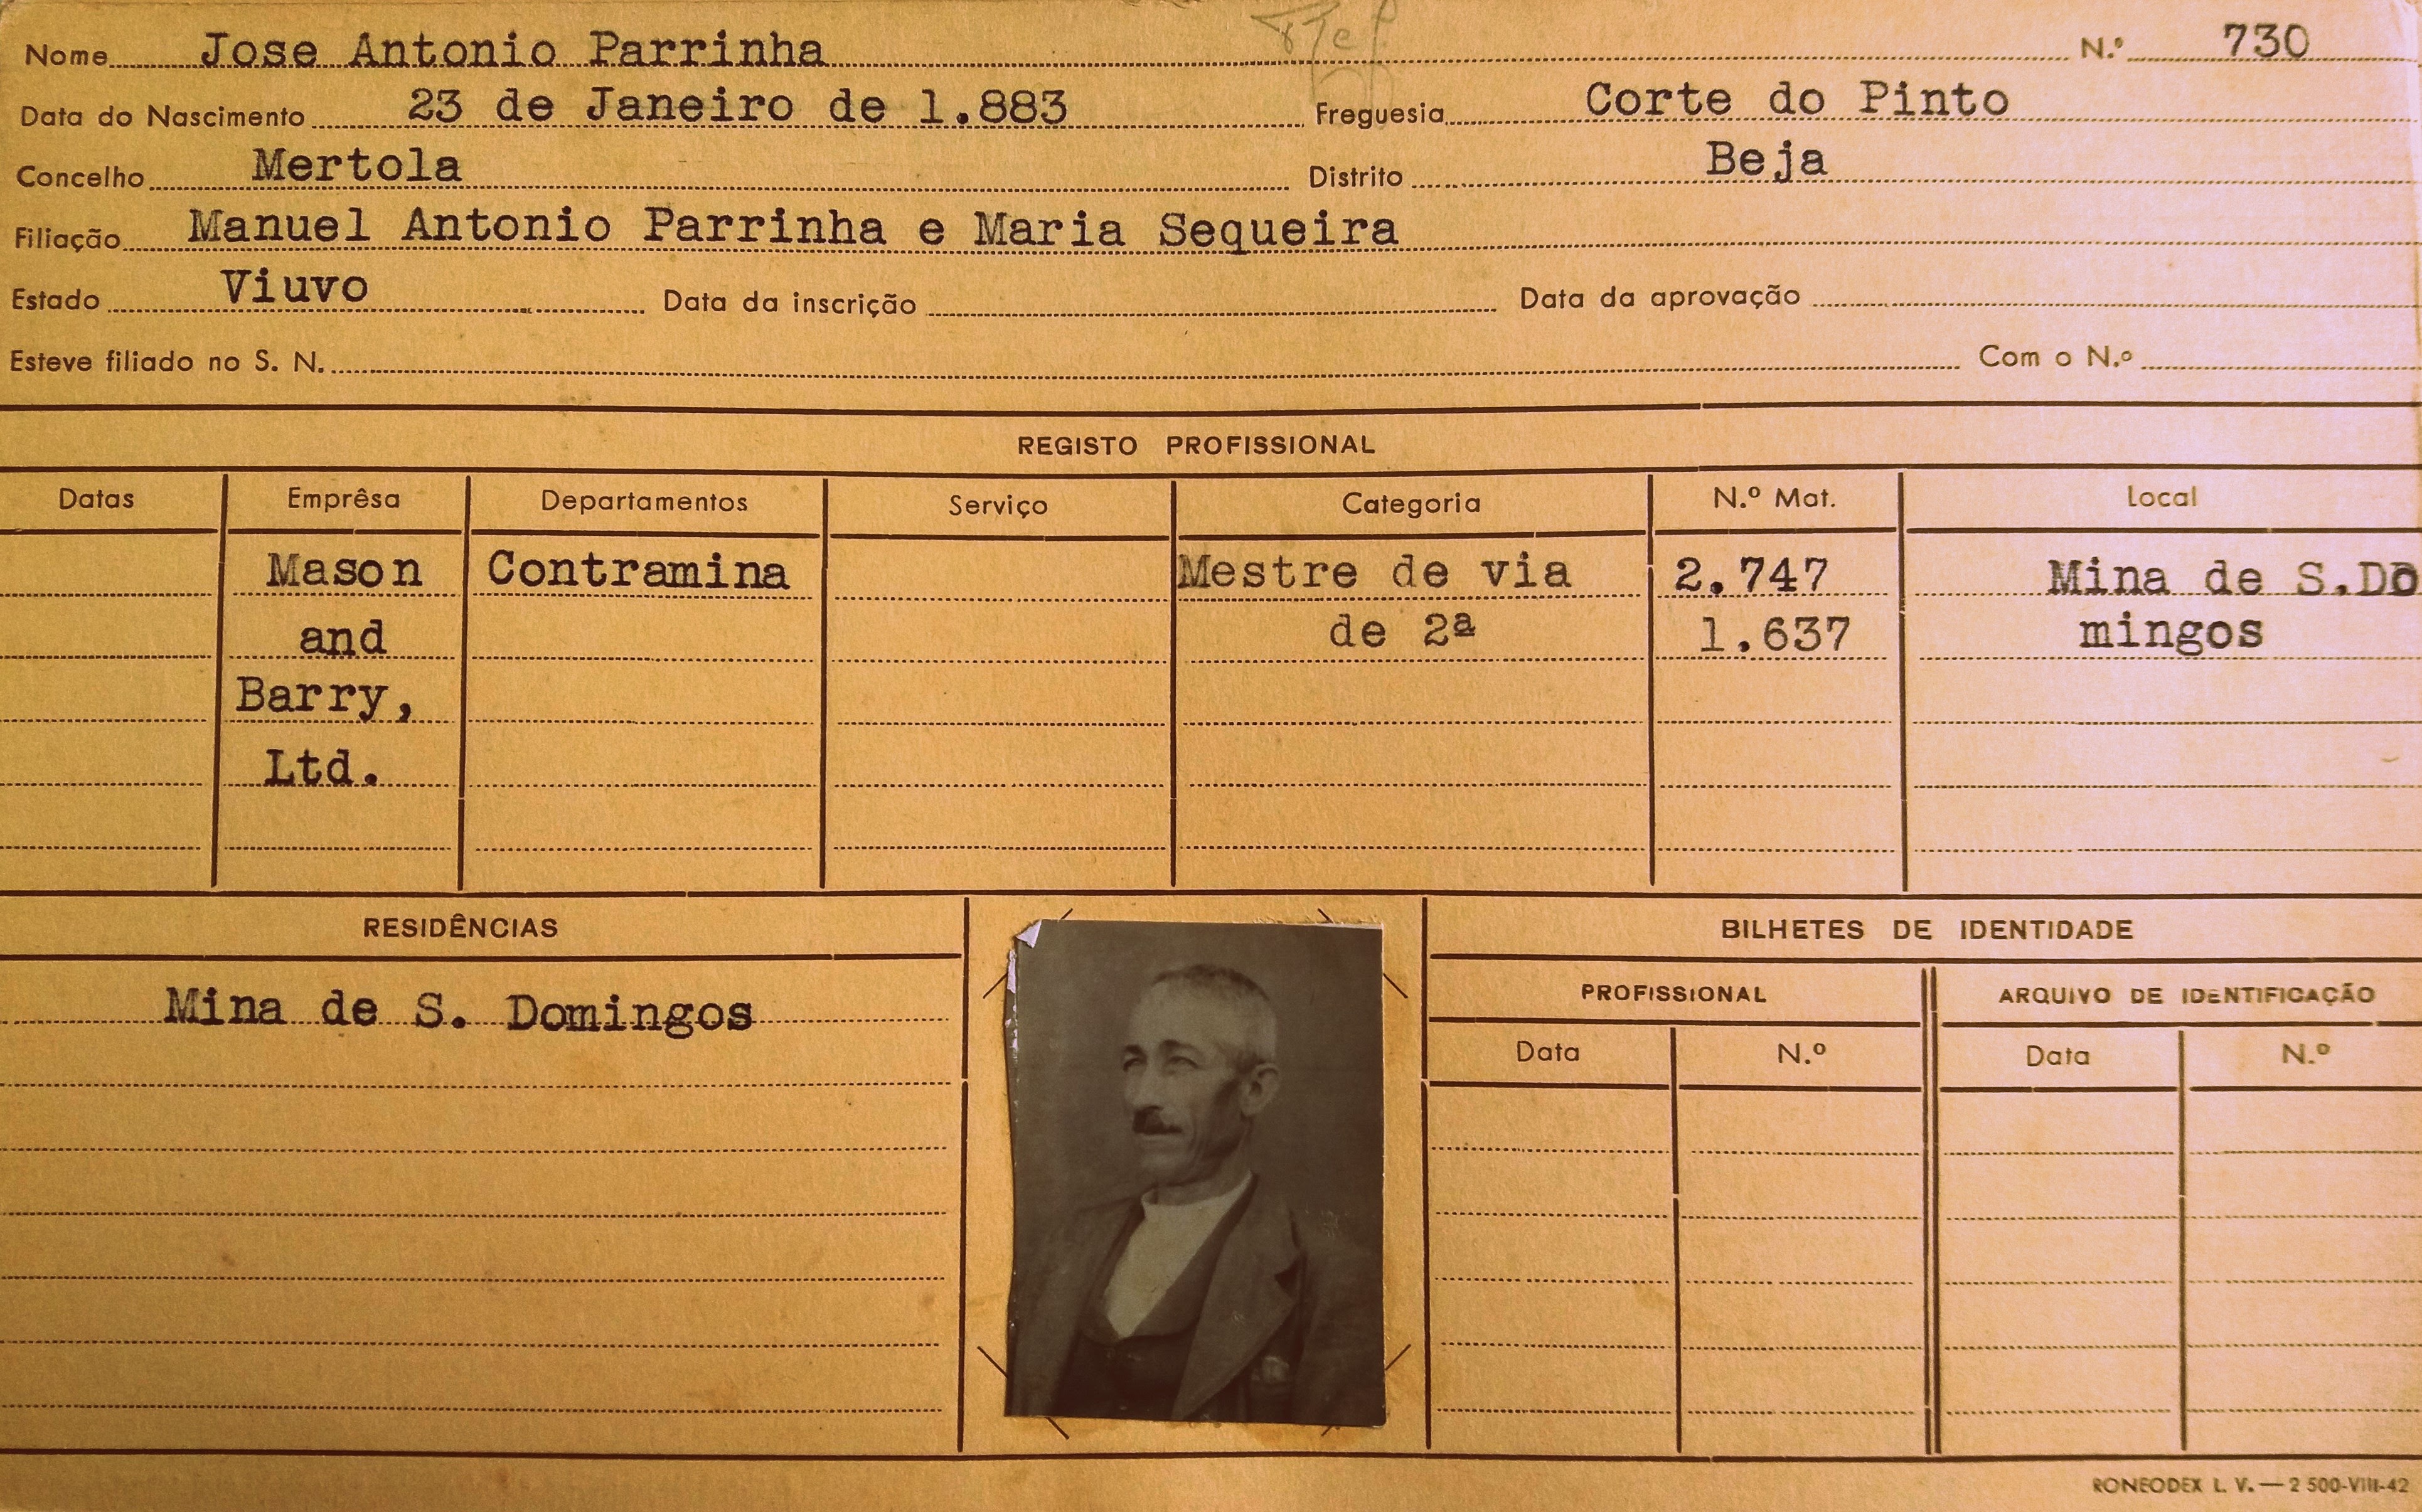 Nome Jose Antonio Parrinha N.º 730
Data do Nascimento 23 de Janeiro de 1.883 Freguesia Corte do Pinto
Concelho Mertola Distrito Beja
Filiação Manuel Antonio Parrinha e Maria Sequeira
Estado Viuvo Data da inscrição Data da aprovação
Esteve filiado no S. N. Com o N.º
REGISTO PROFISSIONAL
Datas Emprêsa Departamentos Serviço Categoria N.º Mat. Local
Mason Contramina Mestre de via 2.747 Mina de S.Do
and de 2ª 1.637 mingos
Barry,
Ltd.
RESIDÊNCIAS BILHETES DE IDENTIDADE
PROFISSIONAL ARQUIVO DE IDENTIFICAÇÃO
Mina de S. Domingos
Data N.º Data N.º
RONEODEX L. V. — 2 500-VIII-42